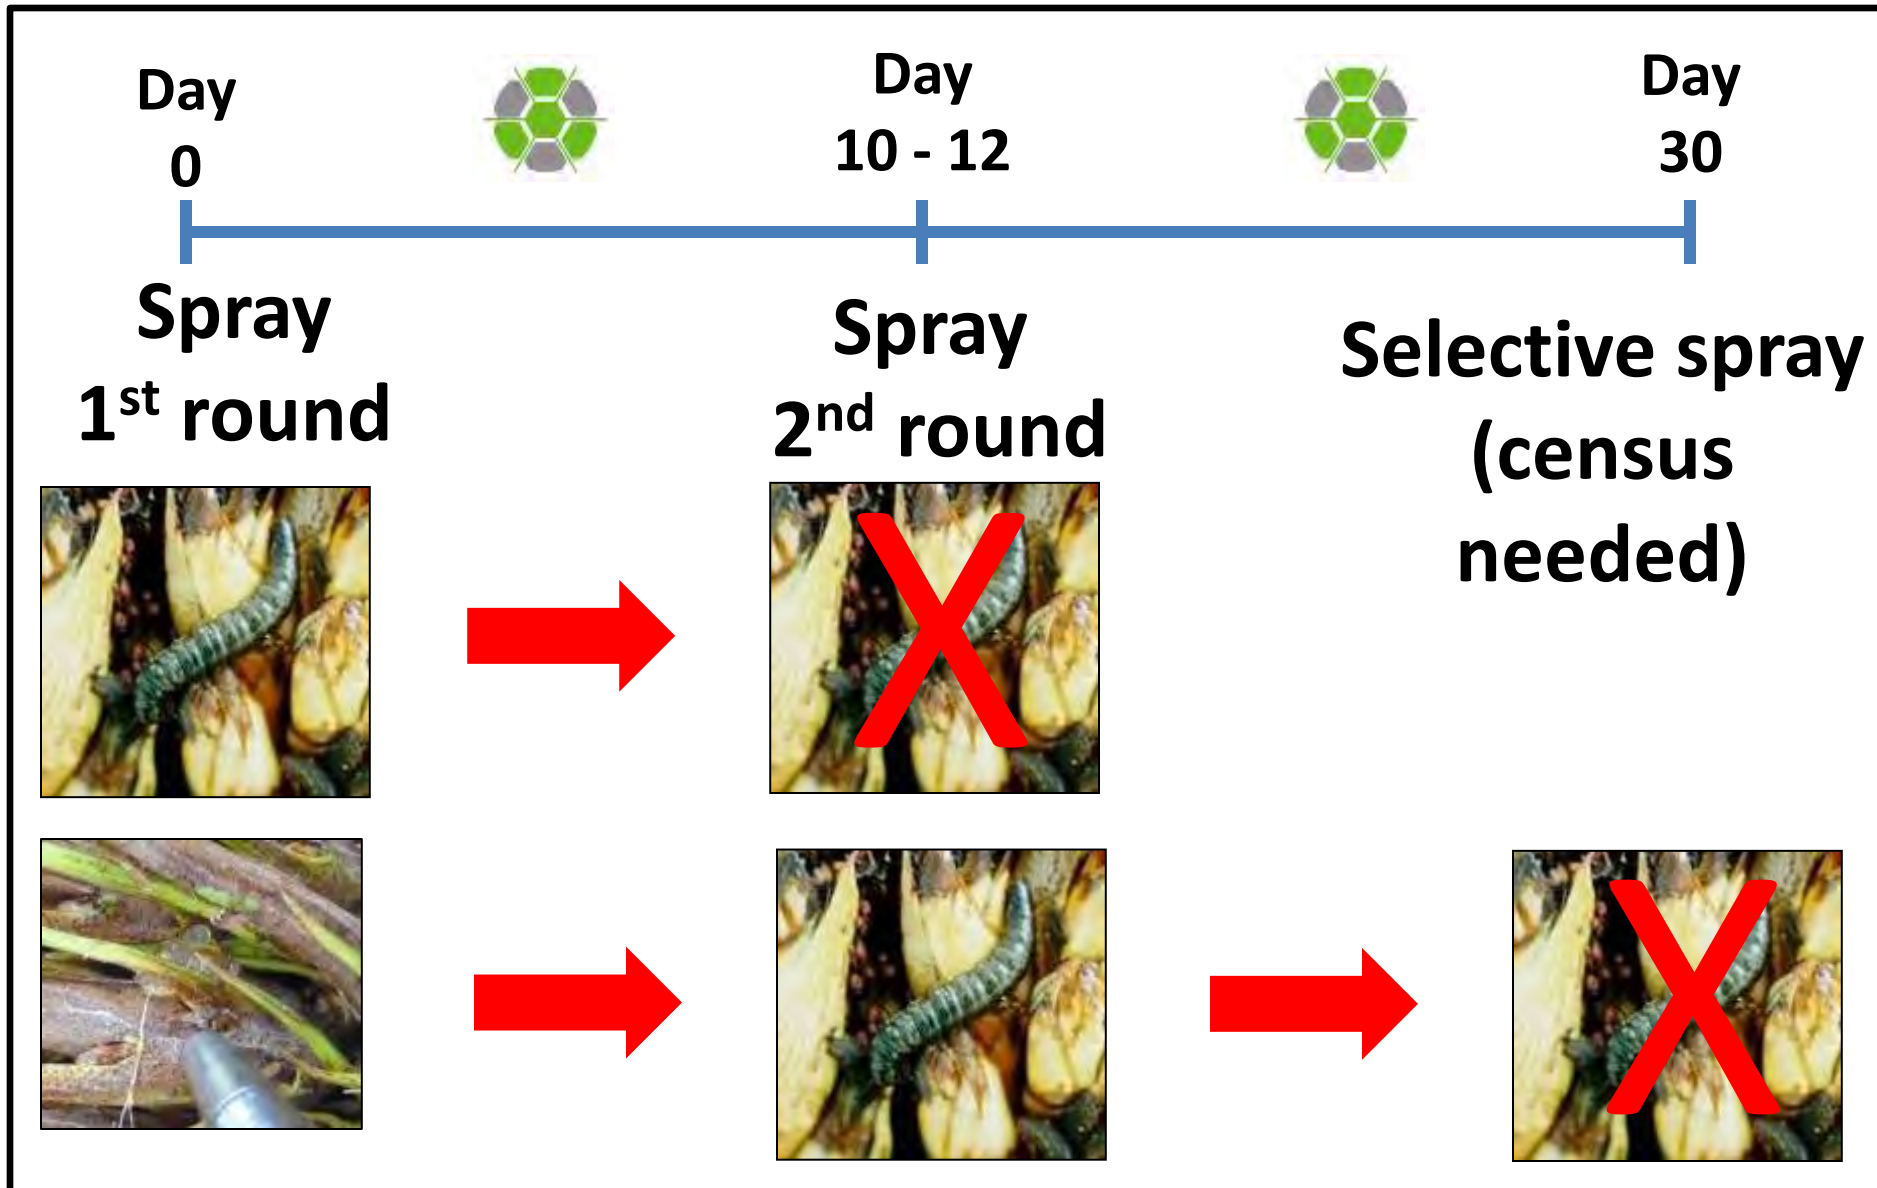 Day
0
Day
10 - 12
Day
30
Spray
1st round
Spray
2nd round
Selective spray
(census
needed)